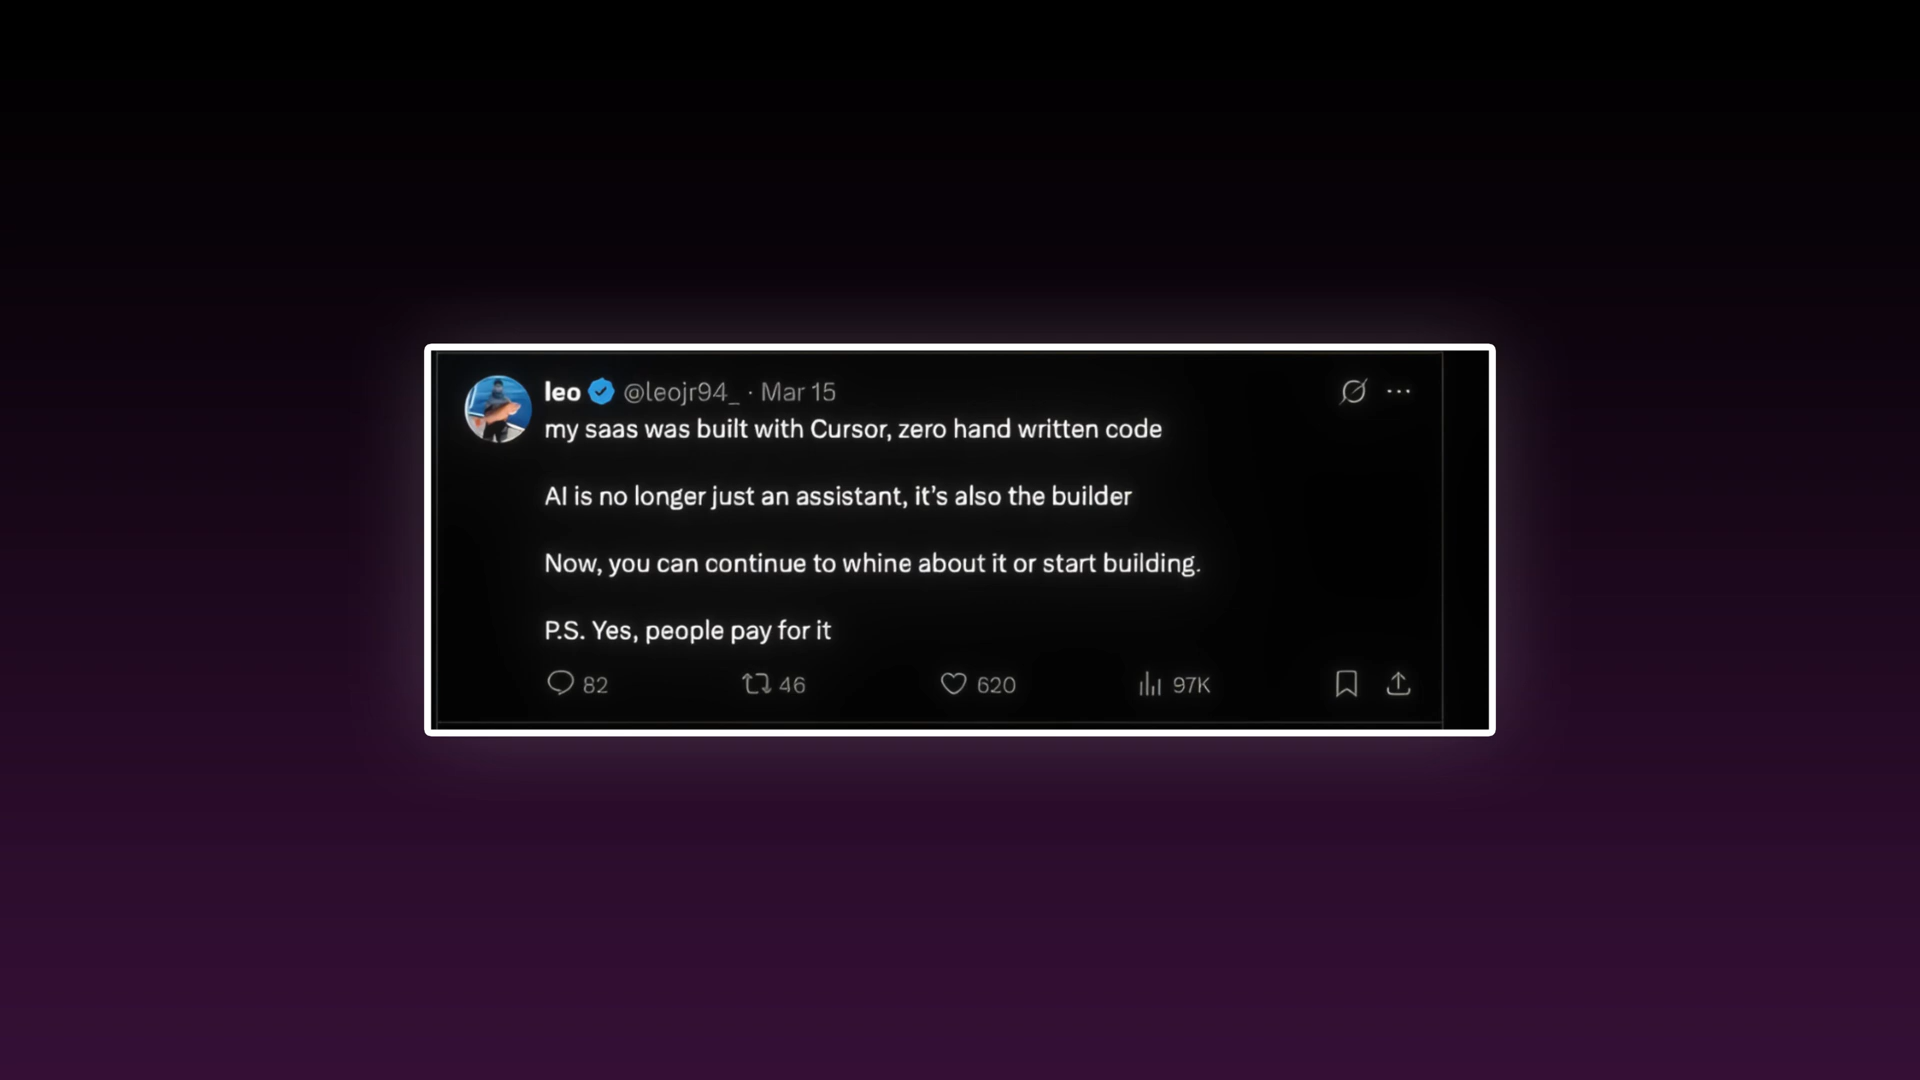 leo @leojr94_ · Mar 15
my saas was built with Cursor, zero hand written code
AI is no longer just an assistant, it’s also the builder
Now, you can continue to whine about it or start building.
P.S. Yes, people pay for it
82 46 620 97K